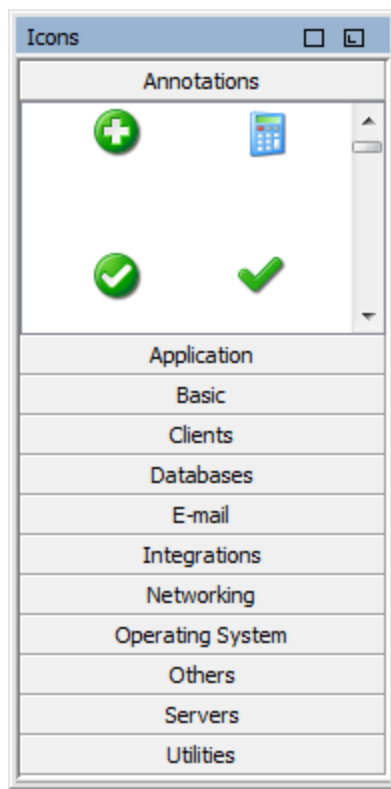 Icons
Annotations
Application
Basic
Clients
Databases
E-mail
Integrations
Networking
Operating System
Others
Servers
Utilities